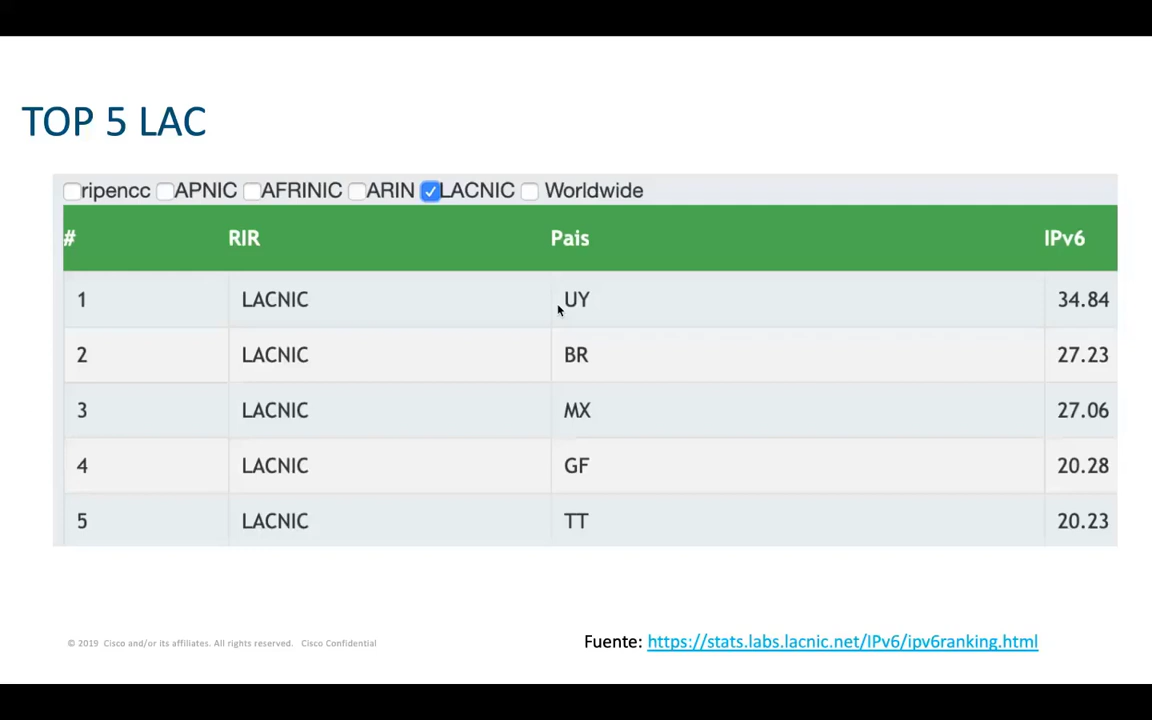 TOP 5 LAC
ripencc APNIC AFRINIC ARIN LACNIC Worldwide
# RIR Pais IPv6
1 LACNIC UY 34.84
2 LACNIC BR 27.23
3 LACNIC MX 27.06
4 LACNIC GF 20.28
5 LACNIC TT 20.23
© 2019 Cisco and/or its affiliates. All rights reserved. Cisco Confidential
Fuente: https://stats.labs.lacnic.net/IPv6/ipv6ranking.html